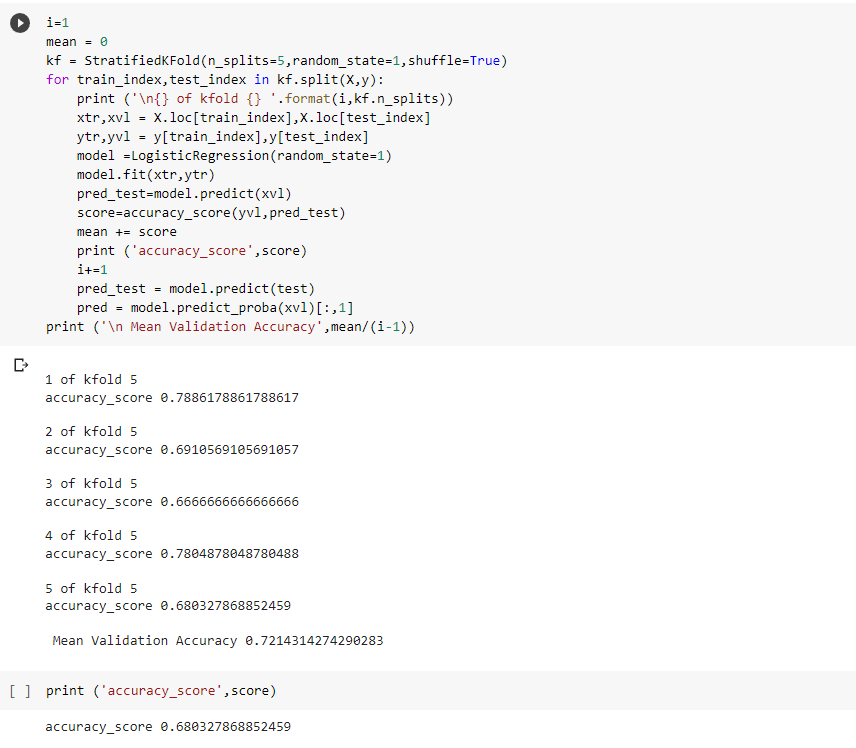 i=1
mean = 0
kf = StratifiedKFold(n_splits=5,random_state=1,shuffle=True)
for train_index,test_index in kf.split(X,y):
    print ('\n{} of kfold {} '.format(i,kf.n_splits))
    xtr,xvl = X.loc[train_index],X.loc[test_index]
    ytr,yvl = y[train_index],y[test_index]
    model =LogisticRegression(random_state=1)
    model.fit(xtr,ytr)
    pred_test=model.predict(xvl)
    score=accuracy_score(yvl,pred_test)
    mean += score
    print ('accuracy_score',score)
    i+=1
    pred_test = model.predict(test)
    pred = model.predict_proba(xvl)[:,1]
print ('\n Mean Validation Accuracy',mean/(i-1))
1 of kfold 5
accuracy_score 0.7886178861788617
2 of kfold 5
accuracy_score 0.6910569105691057
3 of kfold 5
accuracy_score 0.6666666666666666
4 of kfold 5
accuracy_score 0.7804878048780488
5 of kfold 5
accuracy_score 0.680327868852459
 Mean Validation Accuracy 0.7214314274290283
[ ] print ('accuracy_score',score)
accuracy_score 0.680327868852459